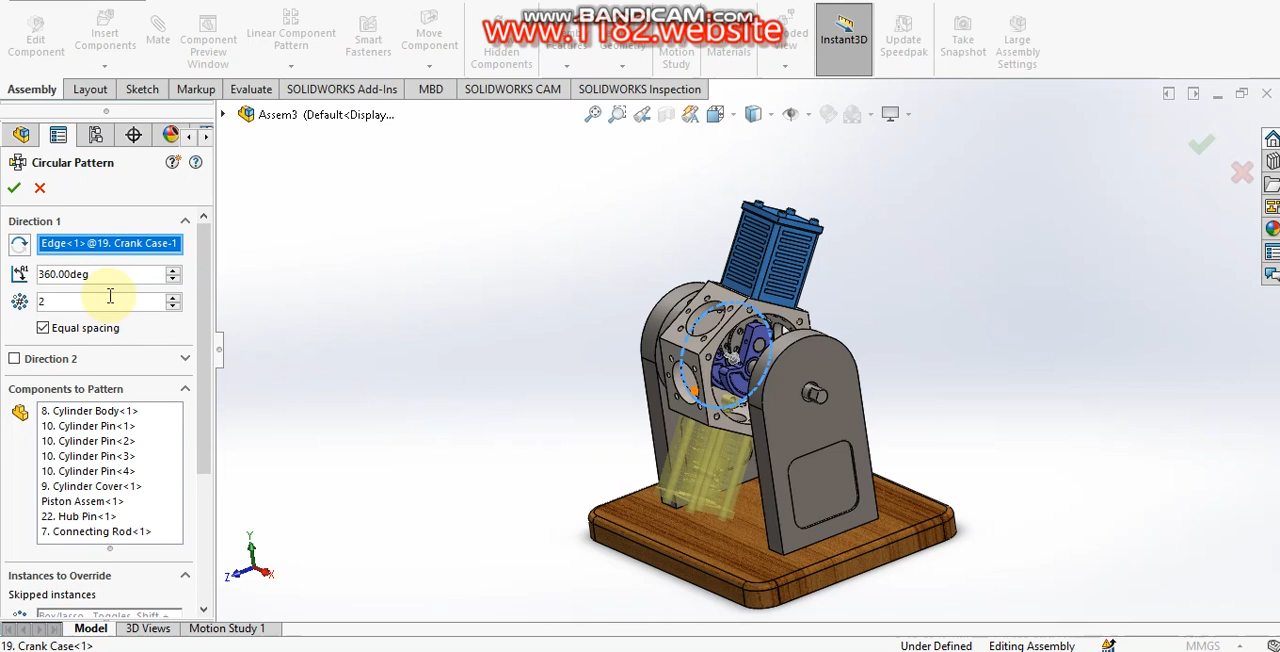 WWW.BANDICAM.COM
www.1182.website
Edit Component
Insert Components
Mate
Component Preview Window
Linear Component Pattern
Smart Fasteners
Move Component
Hidden Components
Motion Study
Materials
View
Instant3D
Update Speedpak
Take Snapshot
Large Assembly Settings
Assembly Layout Sketch Markup Evaluate SOLIDWORKS Add-Ins MBD SOLIDWORKS CAM SOLIDWORKS Inspection
Assem3 (Default<Display...
Circular Pattern
Direction 1
Edge<1>@19. Crank Case-1
360.00deg
2
Equal spacing
Direction 2
Components to Pattern
8. Cylinder Body<1>
10. Cylinder Pin<1>
10. Cylinder Pin<2>
10. Cylinder Pin<3>
10. Cylinder Pin<4>
9. Cylinder Cover<1>
Piston Assem<1>
22. Hub Pin<1>
7. Connecting Rod<1>
Instances to Override
Skipped instances
Y
Z
X
Model 3D Views Motion Study 1
19. Crank Case<1>
Under Defined Editing Assembly MMGS